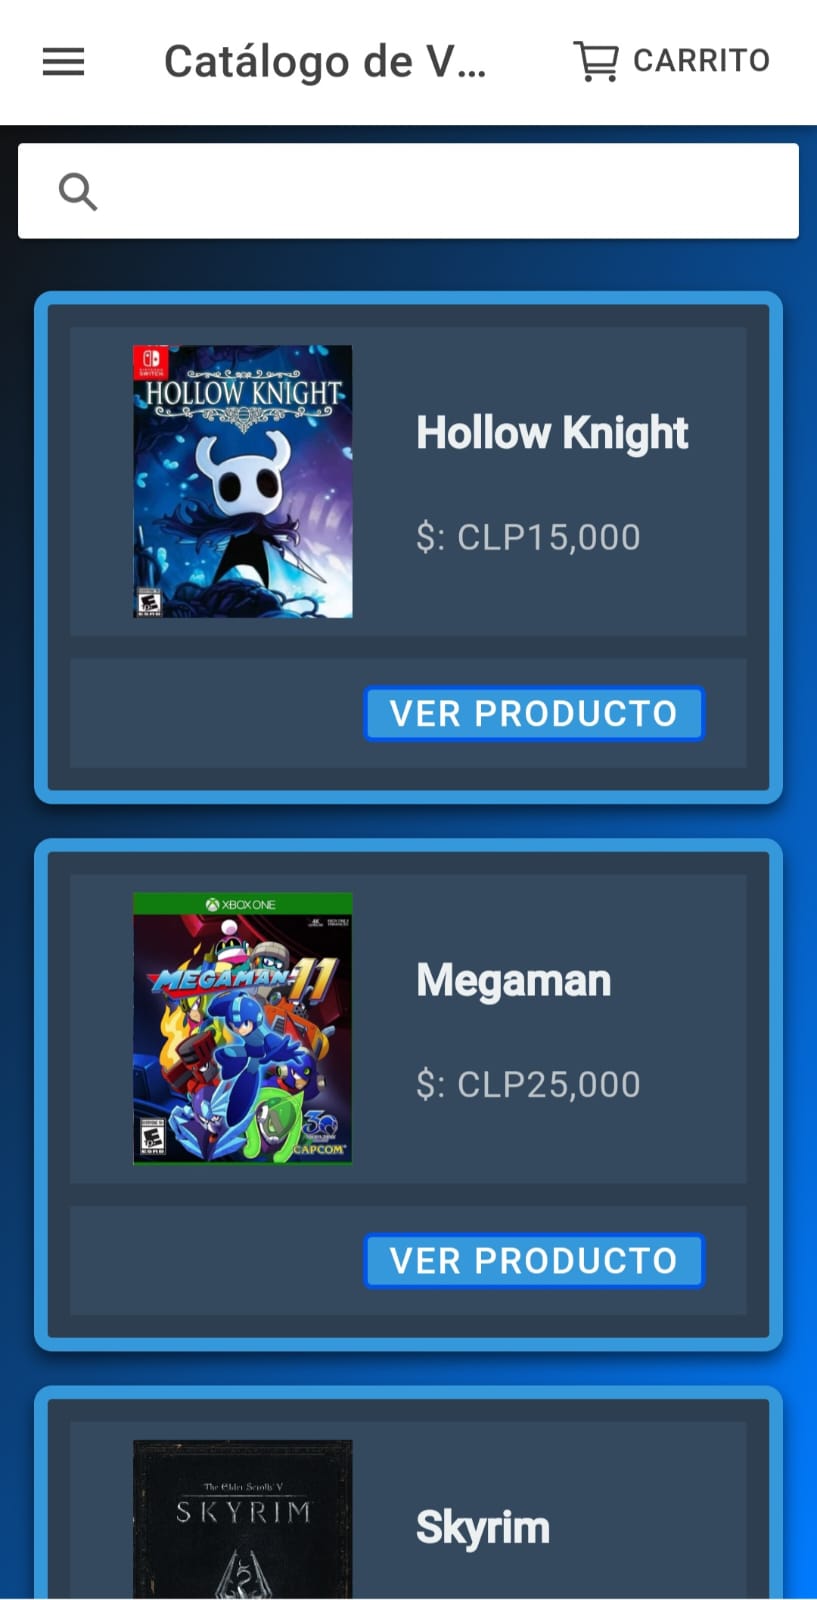 Catálogo de V...
CARRITO
NINTENDO
SWITCH
HOLLOW KNIGHT
E
Hollow Knight
$: CLP15,000
VER PRODUCTO
XBOX ONE
MEGAMAN 11
E
30
CAPCOM
Megaman
$: CLP25,000
VER PRODUCTO
The Elder Scrolls V
SKYRIM
Skyrim